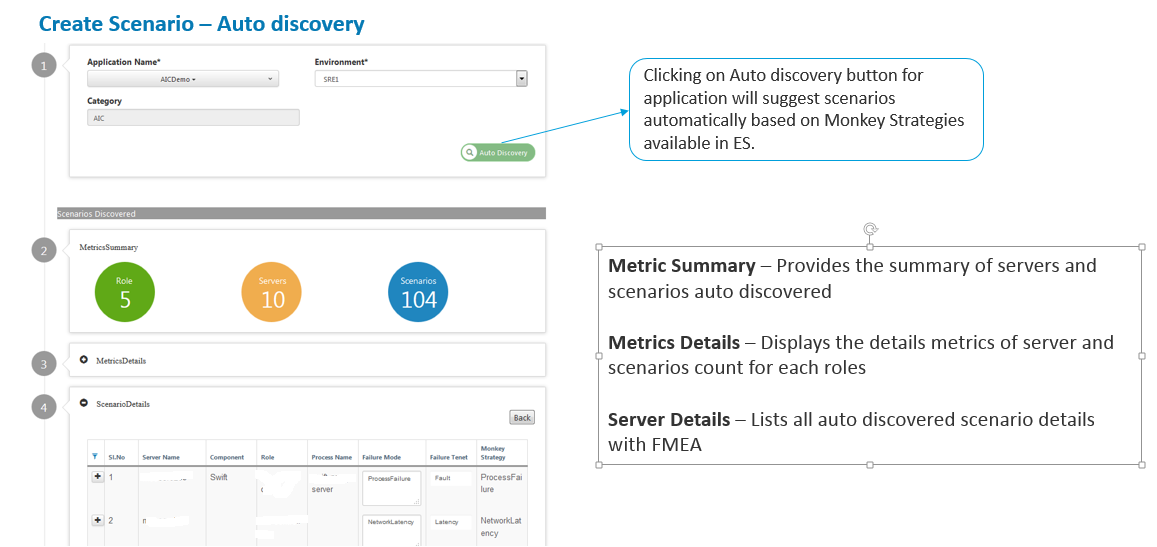 Create Scenario – Auto discovery
1
Application Name*
Environment*
AICDemo
SRE1
Category
AIC
Auto Discovery
Clicking on Auto discovery button for
application will suggest scenarios
automatically based on Monkey Strategies
available in ES.
Scenarios Discovered
2
MetricsSummary
Role
5
Servers
10
Scenarios
104
3
MetricsDetails
4
ScenarioDetails
Back
Sl.No
Server Name
Component
Role
Process Name
Failure Mode
Failure Tenet
Monkey
Strategy
1
Swift
server
ProcessFailure
Fault
ProcessFai
lure
2
NetworkLatency
Latency
NetworkLat
ency
Metric Summary – Provides the summary of servers and
scenarios auto discovered
Metrics Details – Displays the details metrics of server and
scenarios count for each roles
Server Details – Lists all auto discovered scenario details
with FMEA